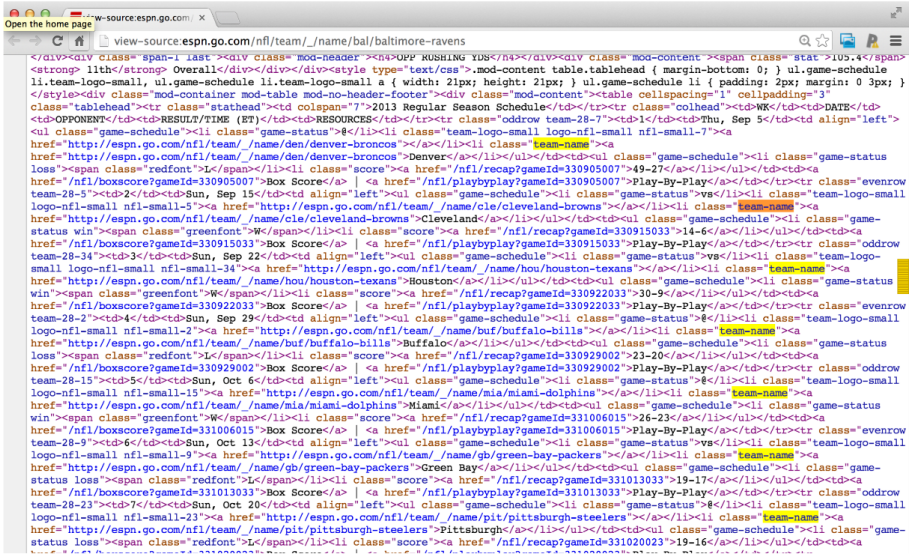 view-source:espn.go.com/
Open the home page
view-source:espn.go.com/nfl/team/_/name/bal/baltimore-ravens
</div><div class="span-1 last"><div class="mod-header"><h4>OPP RUSHING YDS</h4></div><div class="mod-content"><span class="stat">105.4</span>
<strong> 11th</strong> Overall</div></div></div><style type="text/css">.mod-content table.tablehead { margin-bottom: 0; } ul.game-schedule
li.team-logo-small, ul.game-schedule li.team-logo-small a { width: 21px; height: 21px; } ul.game-schedule li { padding: 2px; margin: 0 3px; }
</style><div class="mod-container mod-table mod-no-header-footer"><div class="mod-content"><table cellspacing="1" cellpadding="3"
class="tablehead"><tr class="stathead"><td colspan="7">2013 Regular Season Schedule</td></tr><tr class="colhead"><td>WK</td><td>DATE</td>
<td>OPPONENT</td><td>RESULT/TIME (ET)</td><td>RESOURCES</td></tr><tr class="oddrow team-28-7"><td>1</td><td>Thu, Sep 5</td><td align="left">
<ul class="game-schedule"><li class="game-status">@</li><li class="team-logo-small logo-nfl-small nfl-small-7"><a
href="http://espn.go.com/nfl/team/_/name/den/denver-broncos"></a></li><li class="team-name"><a
href="http://espn.go.com/nfl/team/_/name/den/denver-broncos">Denver</a></li></ul></td><td><ul class="game-schedule"><li class="game-status
loss"><span class="redfont">L</span></li><li class="score"><a href="/nfl/recap?gameId=330905007">49-27</a></li></ul></td><td><a
href="/nfl/boxscore?gameId=330905007">Box Score</a> | <a href="/nfl/playbyplay?gameId=330905007">Play-By-Play</a></td></tr><tr class="evenrow
team-28-5"><td>2</td><td>Sun, Sep 15</td><td align="left"><ul class="game-schedule"><li class="game-status">vs</li><li class="team-logo-small
logo-nfl-small nfl-small-5"><a href="http://espn.go.com/nfl/team/_/name/cle/cleveland-browns"></a></li><li class="team-name"><a
href="http://espn.go.com/nfl/team/_/name/cle/cleveland-browns">Cleveland</a></li></ul></td><td><ul class="game-schedule"><li class="game-
status win"><span class="greenfont">W</span></li><li class="score"><a href="/nfl/recap?gameId=330915033">14-6</a></li></ul></td><td><a
href="/nfl/boxscore?gameId=330915033">Box Score</a> | <a href="/nfl/playbyplay?gameId=330915033">Play-By-Play</a></td></tr><tr class="oddrow
team-28-34"><td>3</td><td>Sun, Sep 22</td><td align="left"><ul class="game-schedule"><li class="game-status">vs</li><li class="team-logo-
small logo-nfl-small nfl-small-34"><a href="http://espn.go.com/nfl/team/_/name/hou/houston-texans"></a></li><li class="team-name"><a
href="http://espn.go.com/nfl/team/_/name/hou/houston-texans">Houston</a></li></ul></td><td><ul class="game-schedule"><li class="game-status
win"><span class="greenfont">W</span></li><li class="score"><a href="/nfl/recap?gameId=330922033">30-9</a></li></ul></td><td><a
href="/nfl/boxscore?gameId=330922033">Box Score</a> | <a href="/nfl/playbyplay?gameId=330922033">Play-By-Play</a></td></tr><tr class="evenrow
team-28-2"><td>4</td><td>Sun, Sep 29</td><td align="left"><ul class="game-schedule"><li class="game-status">@</li><li class="team-logo-small
logo-nfl-small nfl-small-2"><a href="http://espn.go.com/nfl/team/_/name/buf/buffalo-bills"></a></li><li class="team-name"><a
href="http://espn.go.com/nfl/team/_/name/buf/buffalo-bills">Buffalo</a></li></ul></td><td><ul class="game-schedule"><li class="game-status
loss"><span class="redfont">L</span></li><li class="score"><a href="/nfl/recap?gameId=330929002">23-20</a></li></ul></td><td><a
href="/nfl/boxscore?gameId=330929002">Box Score</a> | <a href="/nfl/playbyplay?gameId=330929002">Play-By-Play</a></td></tr><tr class="oddrow
team-28-15"><td>5</td><td>Sun, Oct 6</td><td align="left"><ul class="game-schedule"><li class="game-status">@</li><li class="team-logo-small
logo-nfl-small nfl-small-15"><a href="http://espn.go.com/nfl/team/_/name/mia/miami-dolphins"></a></li><li class="team-name"><a
href="http://espn.go.com/nfl/team/_/name/mia/miami-dolphins">Miami</a></li></ul></td><td><ul class="game-schedule"><li class="game-status
win"><span class="greenfont">W</span></li><li class="score"><a href="/nfl/recap?gameId=331006015">26-23</a></li></ul></td><td><a
href="/nfl/boxscore?gameId=331006015">Box Score</a> | <a href="/nfl/playbyplay?gameId=331006015">Play-By-Play</a></td></tr><tr class="evenrow
team-28-9"><td>6</td><td>Sun, Oct 13</td><td align="left"><ul class="game-schedule"><li class="game-status">vs</li><li class="team-logo-small
logo-nfl-small nfl-small-9"><a href="http://espn.go.com/nfl/team/_/name/gb/green-bay-packers"></a></li><li class="team-name"><a
href="http://espn.go.com/nfl/team/_/name/gb/green-bay-packers">Green Bay</a></li></ul></td><td><ul class="game-schedule"><li class="game-
status loss"><span class="redfont">L</span></li><li class="score"><a href="/nfl/recap?gameId=331013033">19-17</a></li></ul></td><td><a
href="/nfl/boxscore?gameId=331013033">Box Score</a> | <a href="/nfl/playbyplay?gameId=331013033">Play-By-Play</a></td></tr><tr class="oddrow
team-28-23"><td>7</td><td>Sun, Oct 20</td><td align="left"><ul class="game-schedule"><li class="game-status">@</li><li class="team-logo-small
logo-nfl-small nfl-small-23"><a href="http://espn.go.com/nfl/team/_/name/pit/pittsburgh-steelers"></a></li><li class="team-name"><a
href="http://espn.go.com/nfl/team/_/name/pit/pittsburgh-steelers">Pittsburgh</a></li></ul></td><td><ul class="game-schedule"><li class="game-
status loss"><span class="redfont">L</span></li><li class="score"><a href="/nfl/recap?gameId=331020023">19-16</a></li></ul></td><td><a